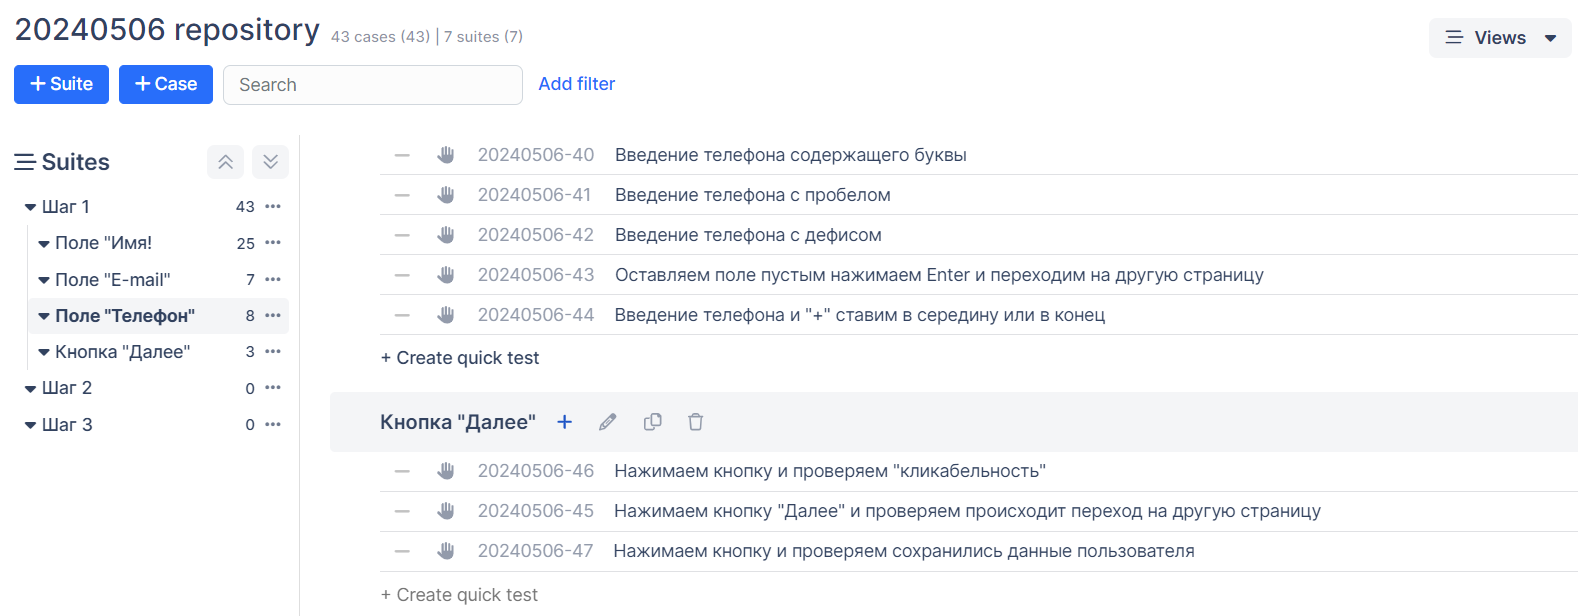 20240506 repository 43 cases (43) | 7 suites (7)
Views
+ Suite + Case Search Add filter
Suites
Шаг 1 43
Поле "Имя! 25
Поле "E-mail" 7
Поле "Телефон" 8
Кнопка "Далее" 3
Шаг 2 0
Шаг 3 0
20240506-40 Введение телефона содержащего буквы
20240506-41 Введение телефона с пробелом
20240506-42 Введение телефона с дефисом
20240506-43 Оставляем поле пустым нажимаем Enter и переходим на другую страницу
20240506-44 Введение телефона и "+" ставим в середину или в конец
+ Create quick test
Кнопка "Далее"
20240506-46 Нажимаем кнопку и проверяем "кликабельность"
20240506-45 Нажимаем кнопку "Далее" и проверяем происходит переход на другую страницу
20240506-47 Нажимаем кнопку и проверяем сохранились данные пользователя
+ Create quick test